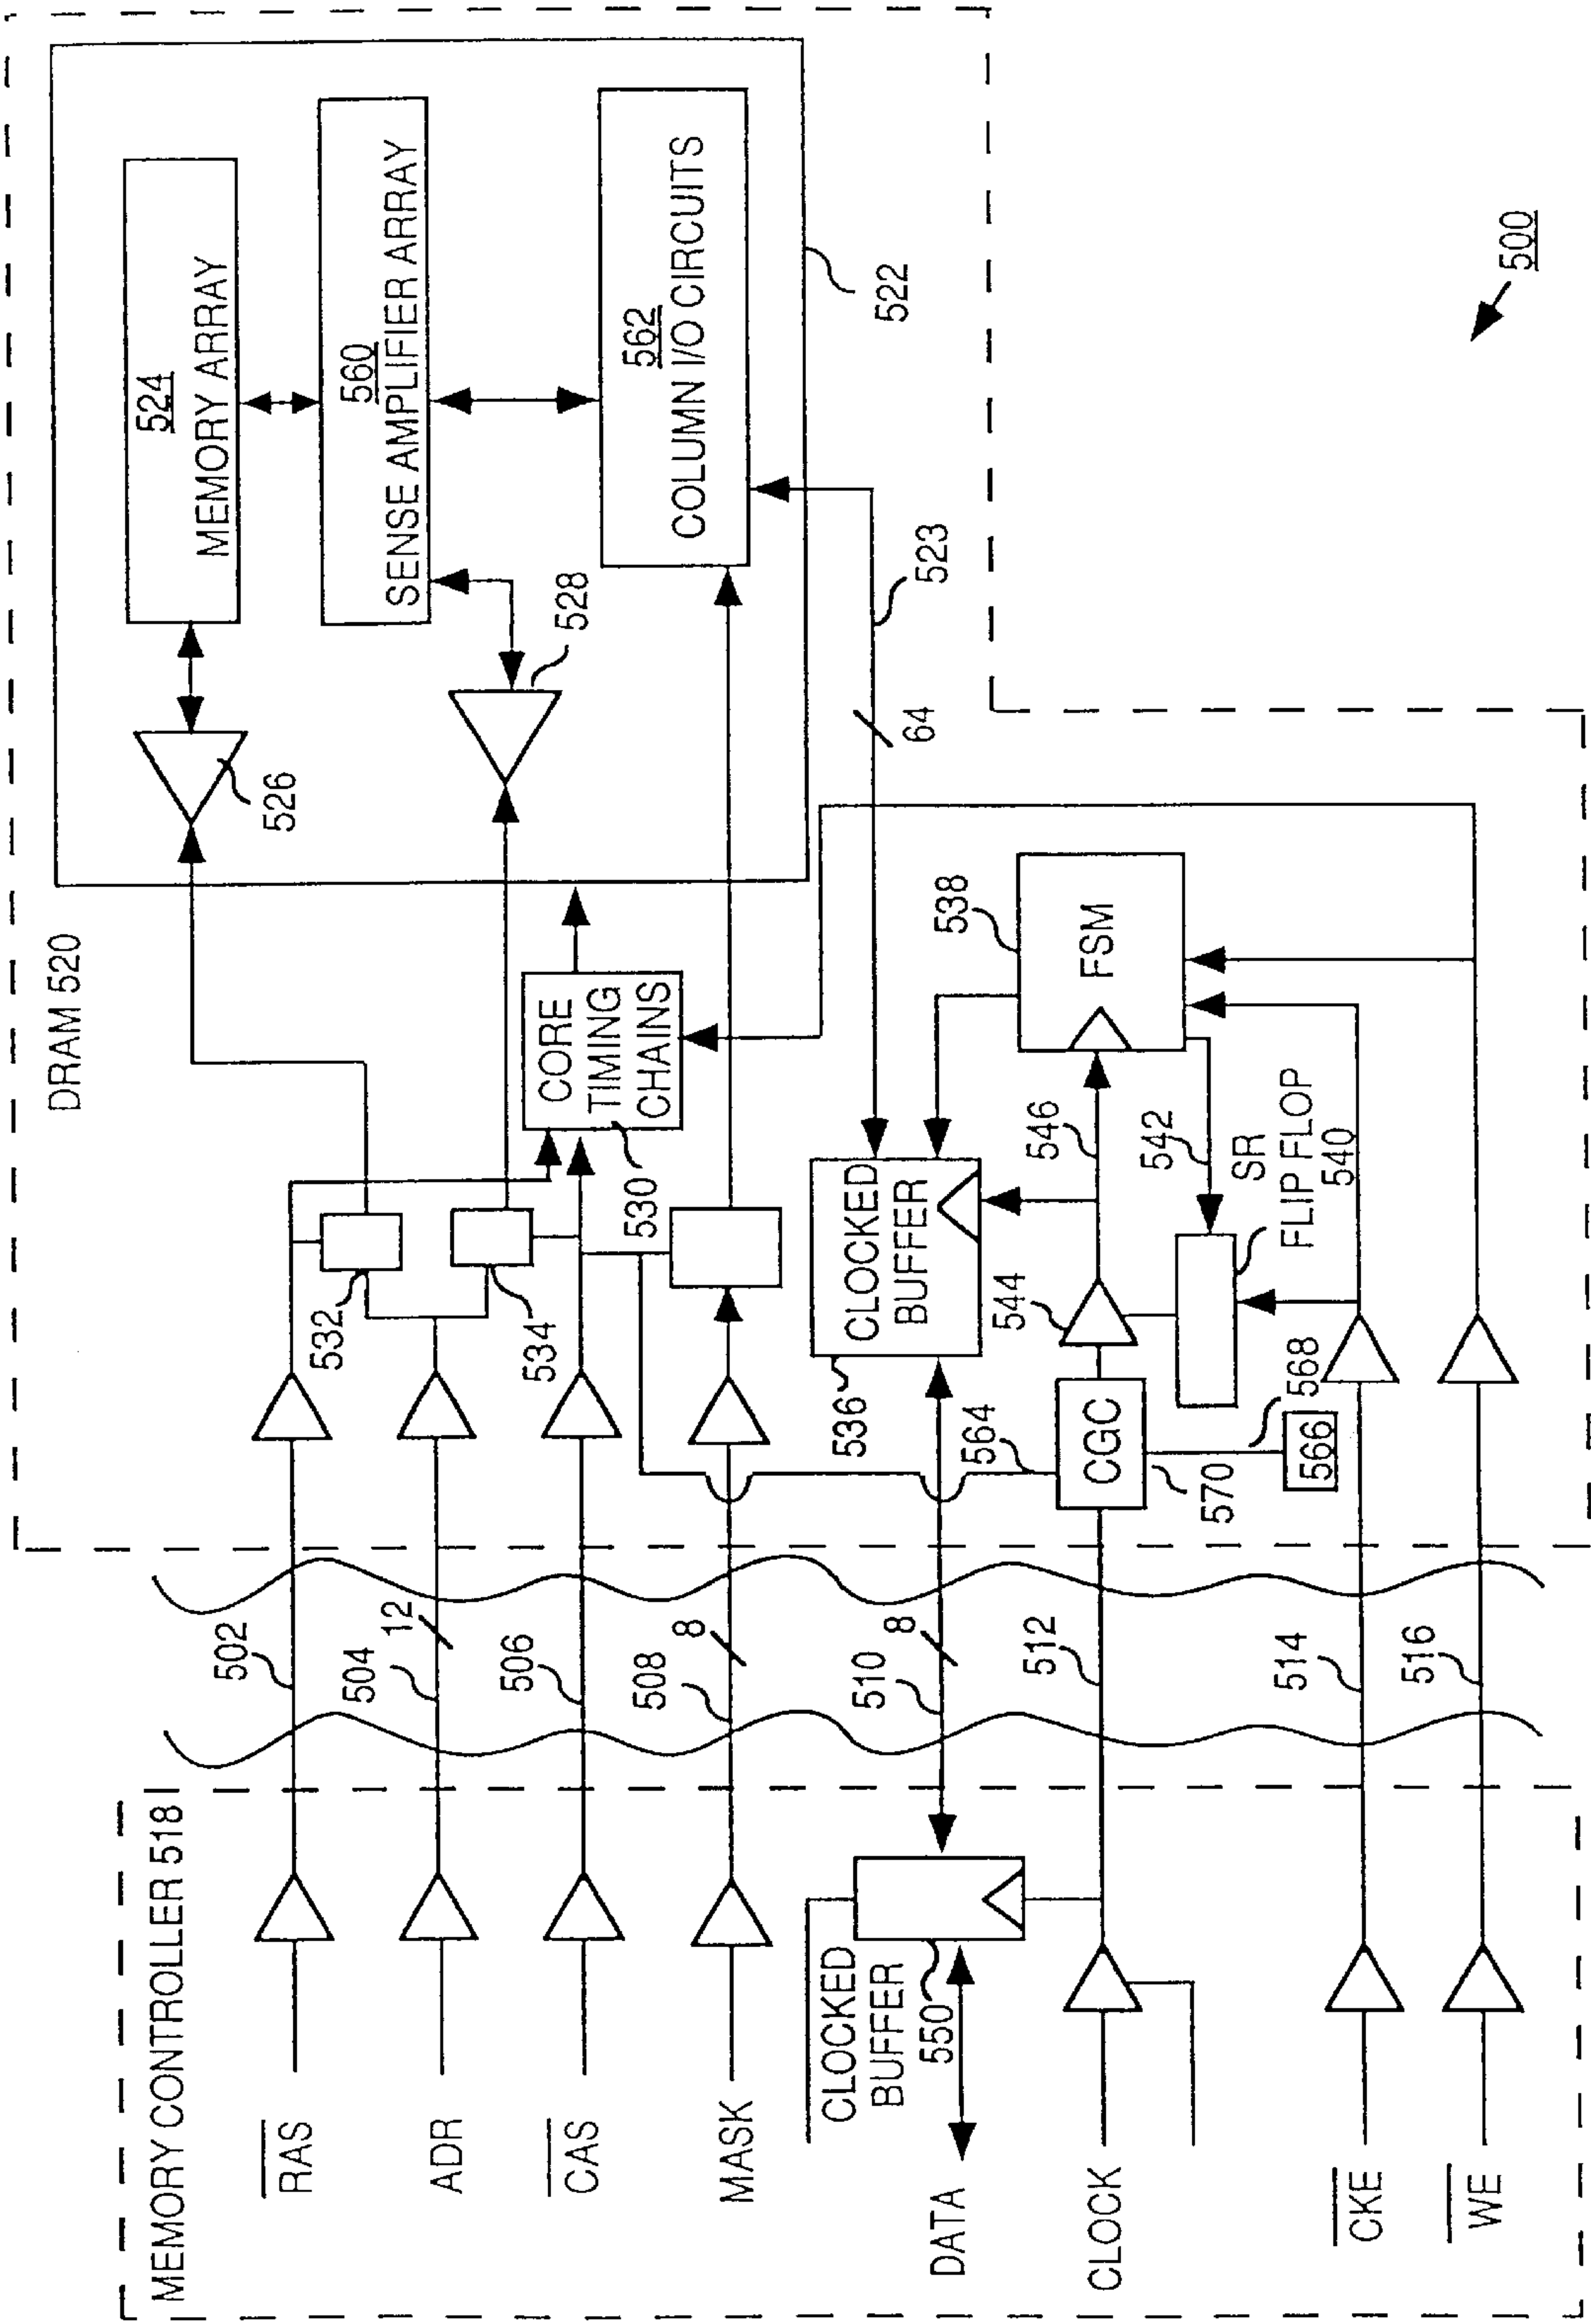 MEMORY CONTROLLER 518
RAS
ADR
CAS
MASK
CLOCKED
BUFFER
550
DATA
CLOCK
CKE
WE
502
504
12
506
508
8
510
8
512
514
516
DRAM 520
532
534
530
CORE
TIMING
CHAINS
CLOCKED
BUFFER
536
564
CGC
570
568
566
544
546
542
SR
FLIP FLOP
540
538
FSM
526
528
524
MEMORY ARRAY
560
SENSE AMPLIFIER ARRAY
562
COLUMN I/O CIRCUITS
522
523
64
500